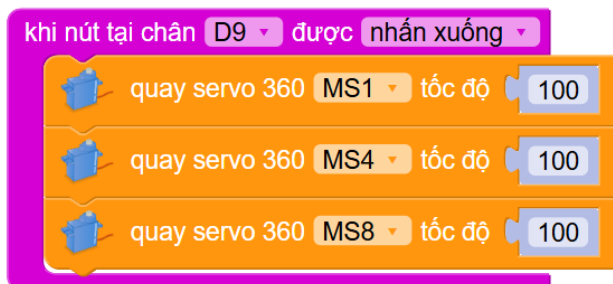 khi nút tại chân D9 được nhấn xuống
quay servo 360 MS1 tốc độ 100
quay servo 360 MS4 tốc độ 100
quay servo 360 MS8 tốc độ 100